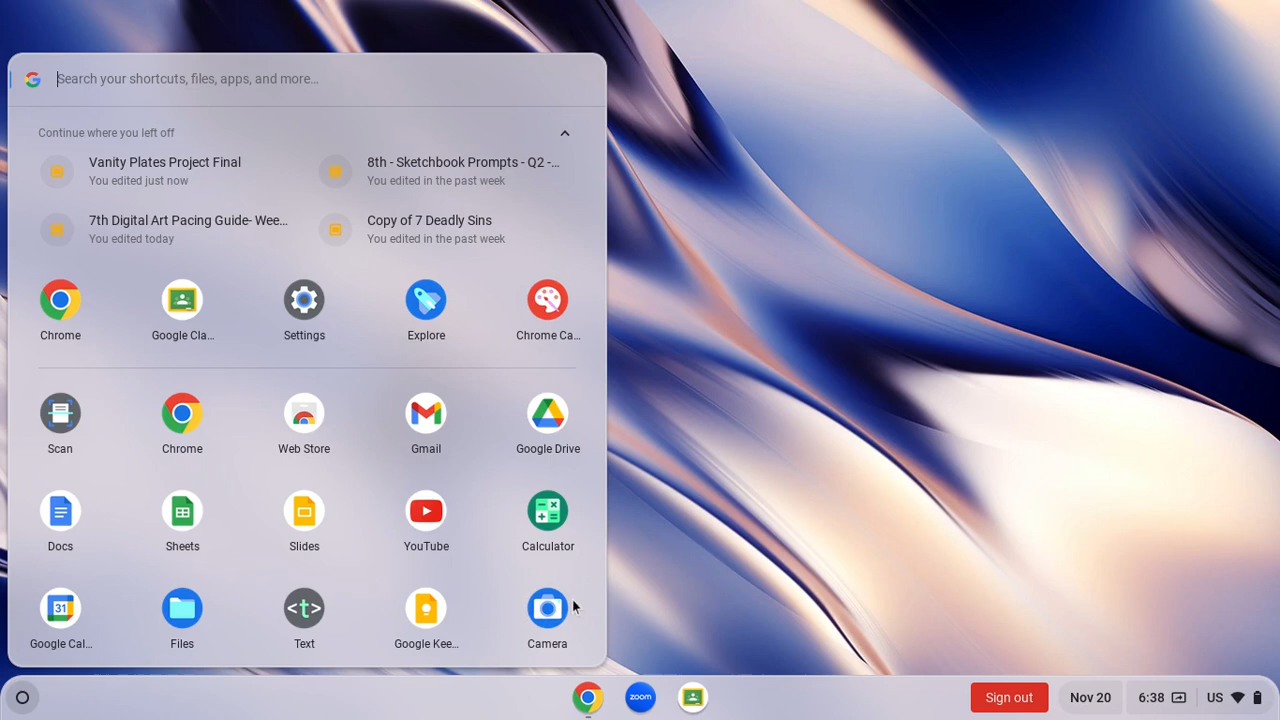 Search your shortcuts, files, apps, and more...
Continue where you left off
Vanity Plates Project Final
You edited just now
8th - Sketchbook Prompts - Q2 -...
You edited in the past week
7th Digital Art Pacing Guide- Wee...
You edited today
Copy of 7 Deadly Sins
You edited in the past week
Chrome
Google Cla...
Settings
Explore
Chrome Ca...
Scan
Chrome
Web Store
Gmail
Google Drive
Docs
Sheets
Slides
YouTube
Calculator
31
<t>
Google Cal...
Files
Text
Google Kee...
Camera
zoom
Sign out
Nov 20
6:38
US